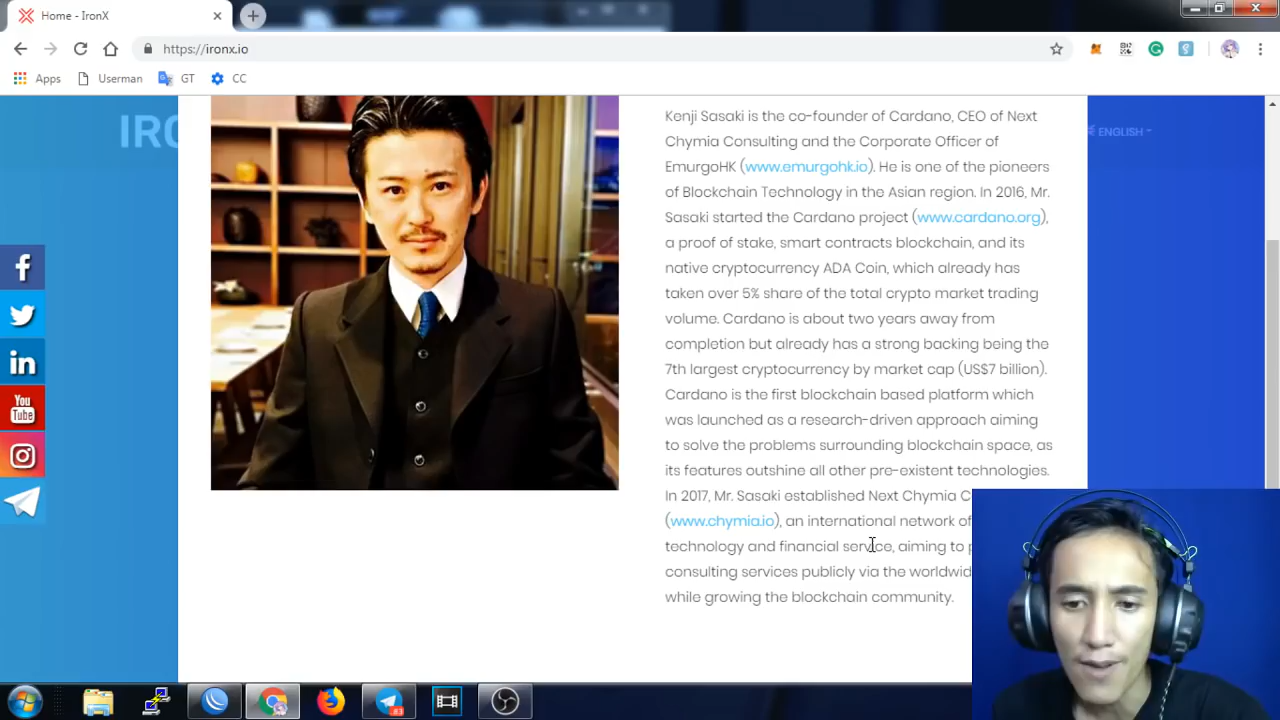 Home - IronX
https://ironx.io
Apps
Userman
GT
CC
IRO
ENGLISH
Kenji Sasaki is the co-founder of Cardano, CEO of Next
Chymia Consulting and the Corporate Officer of
EmurgoHK (www.emurgohk.io). He is one of the pioneers
of Blockchain Technology in the Asian region. In 2016, Mr.
Sasaki started the Cardano project (www.cardano.org),
a proof of stake, smart contracts blockchain, and its
native cryptocurrency ADA Coin, which already has
taken over 5% share of the total crypto market trading
volume. Cardano is about two years away from
completion but already has a strong backing being the
7th largest cryptocurrency by market cap (US$7 billion).
Cardano is the first blockchain based platform which
was launched as a research-driven approach aiming
to solve the problems surrounding blockchain space, as
its features outshine all other pre-existent technologies.
In 2017, Mr. Sasaki established Next Chymia C
(www.chymia.io), an international network of
technology and financial service, aiming to p
consulting services publicly via the worldwid
while growing the blockchain community.
You
Tube